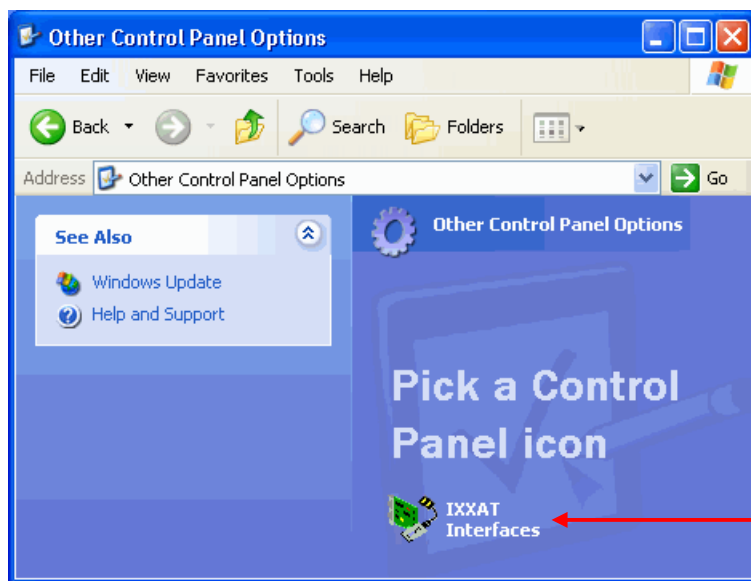 Other Control Panel Options
File Edit View Favorites Tools Help
Back Search Folders
Address Other Control Panel Options Go
See Also
Windows Update
Help and Support
Other Control Panel Options
Pick a Control
Panel icon
IXXAT
Interfaces